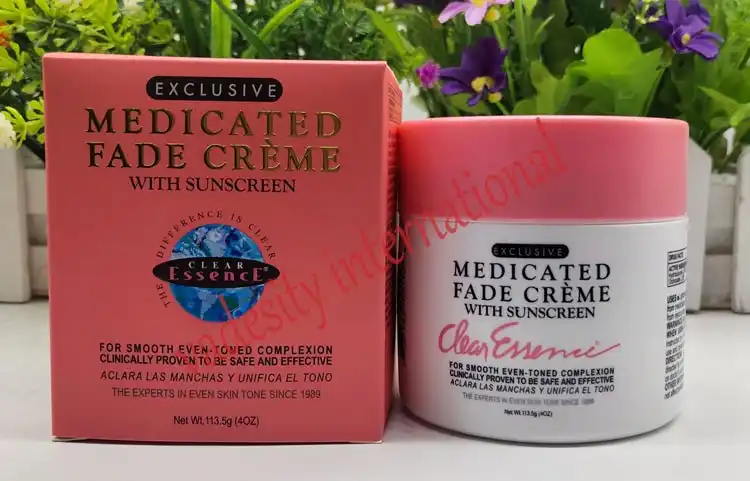 EXCLUSIVE
MEDICATED
FADE CRÈME
WITH SUNSCREEN
THE DIFFERENCE IS CLEAR
CLEAR
EssencE®
FOR SMOOTH EVEN-TONED COMPLEXION
CLINICALLY PROVEN TO BE SAFE AND EFFECTIVE
ACLARA LAS MANCHAS Y UNIFICA EL TONO
THE EXPERTS IN EVEN SKIN TONE SINCE 1989
Net Wt.113.5g (4OZ)
EXCLUSIVE
MEDICATED
FADE CRÈME
WITH SUNSCREEN
Clear Essence
FOR SMOOTH EVEN-TONED COMPLEXION
CLINICALLY PROVEN TO BE SAFE AND EFFECTIVE
ACLARA LAS MANCHAS Y UNIFICA EL TONO
THE EXPERTS IN EVEN SKIN TONE SINCE 1989
Net Wt.113.5g (4OZ)
DRUG FACTS
international